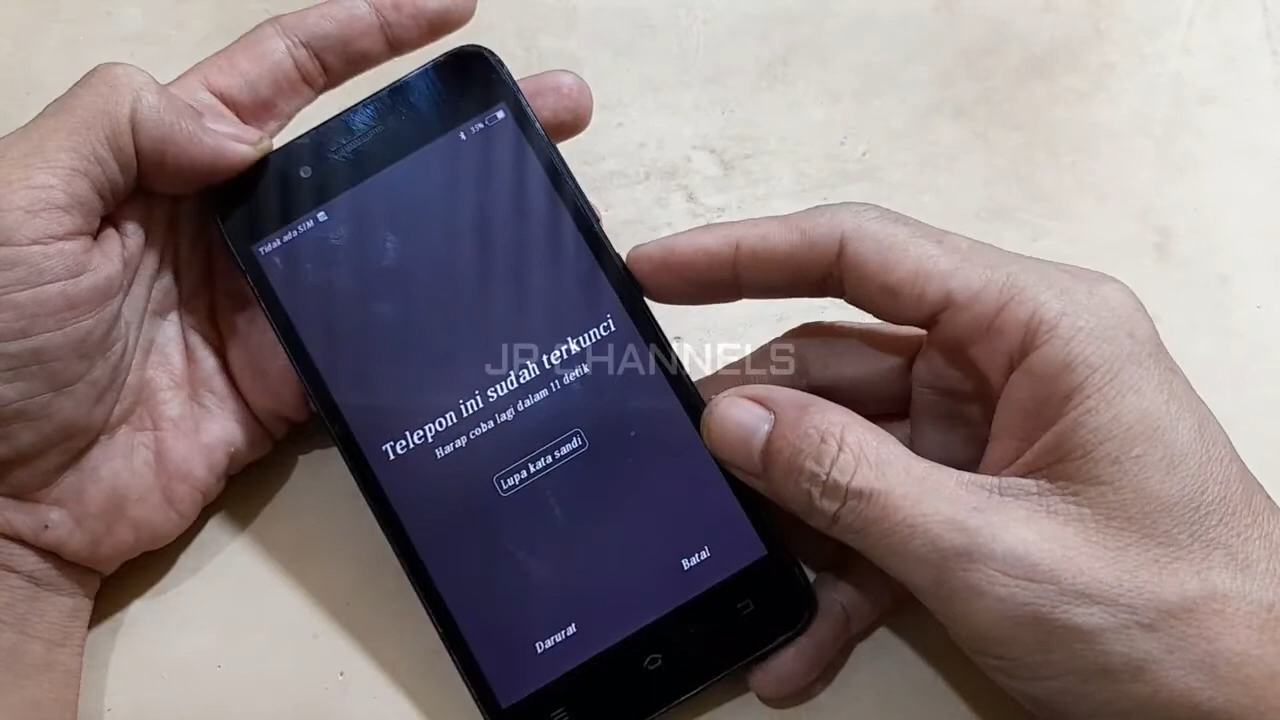 Tidak ada SIM
33%
Telepon ini sudah terkunci
Harap coba lagi dalam 11 detik
Lupa kata sandi
Batal
Darurat
JP CHANNELS